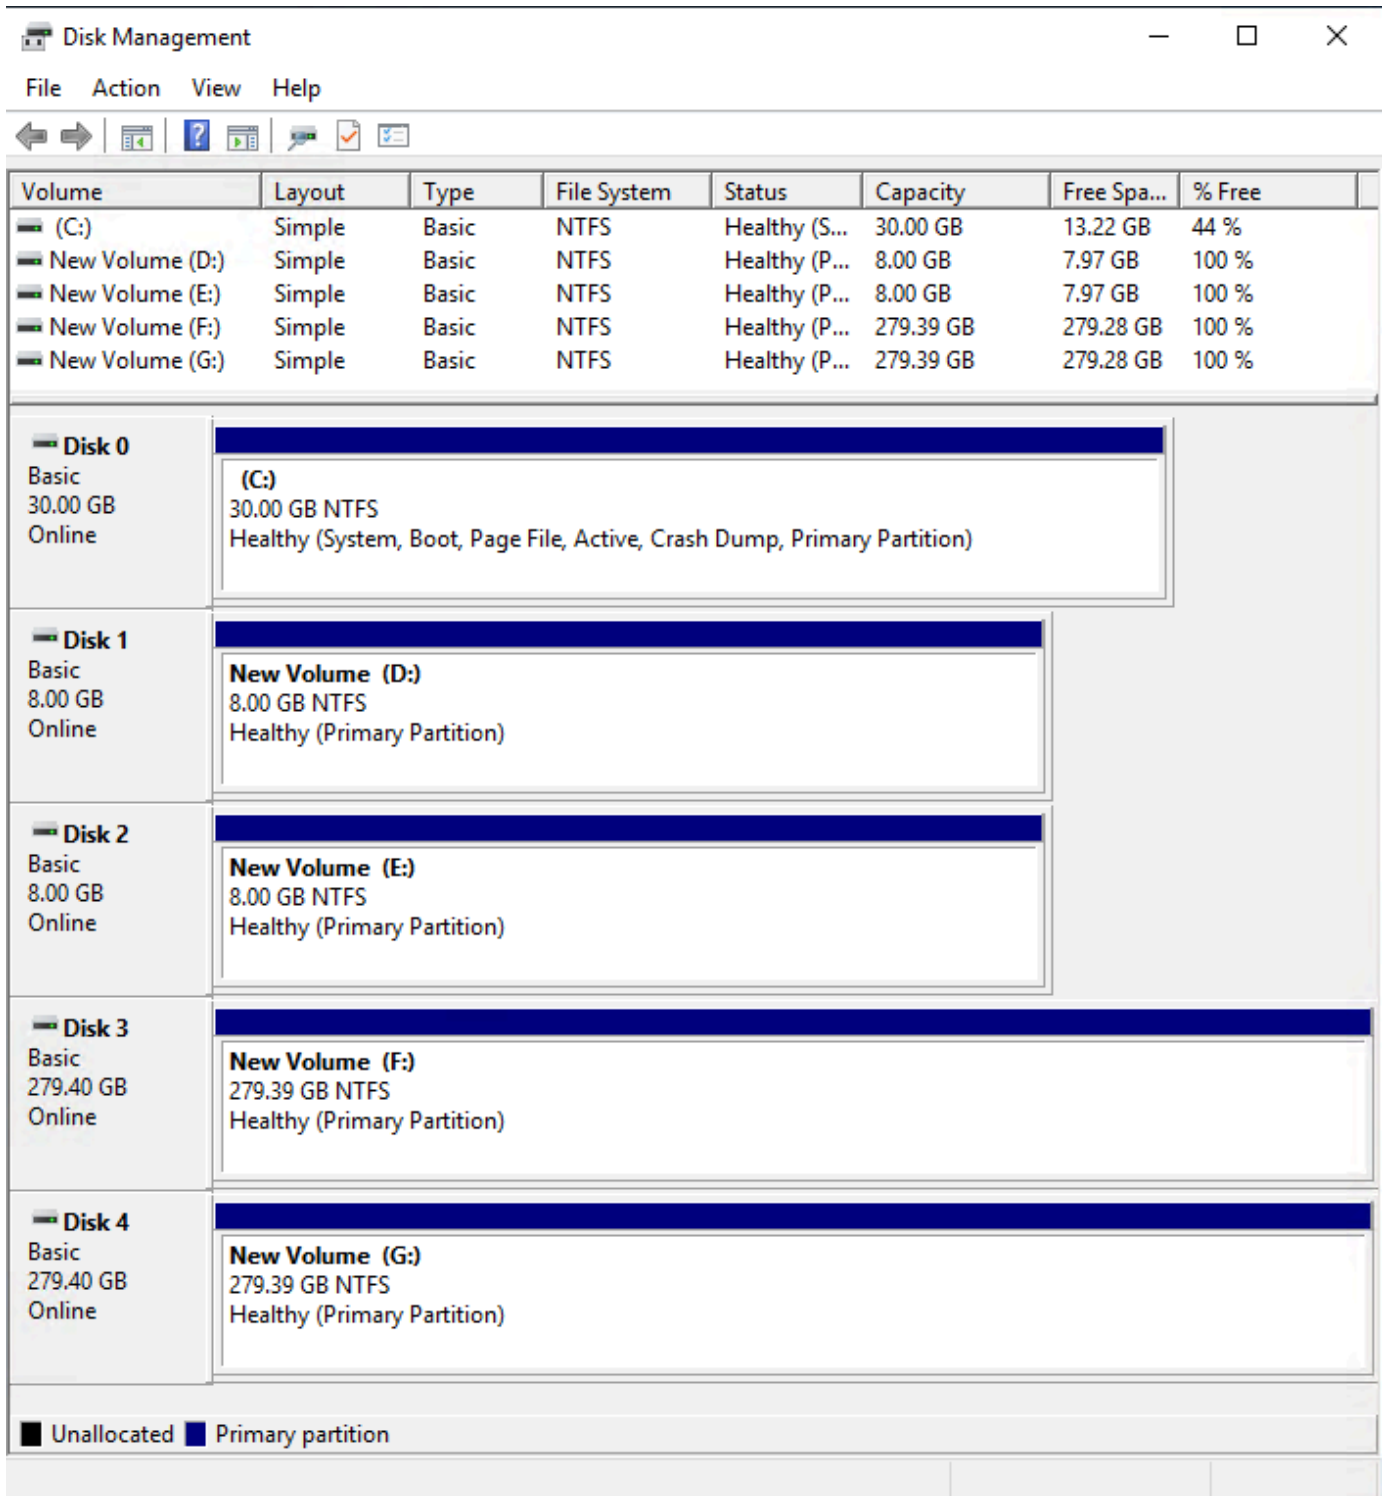 Disk Management
File Action View Help
Volume Layout Type File System Status Capacity Free Spa... % Free
(C:) Simple Basic NTFS Healthy (S... 30.00 GB 13.22 GB 44 %
New Volume (D:) Simple Basic NTFS Healthy (P... 8.00 GB 7.97 GB 100 %
New Volume (E:) Simple Basic NTFS Healthy (P... 8.00 GB 7.97 GB 100 %
New Volume (F:) Simple Basic NTFS Healthy (P... 279.39 GB 279.28 GB 100 %
New Volume (G:) Simple Basic NTFS Healthy (P... 279.39 GB 279.28 GB 100 %
Disk 0
Basic
30.00 GB
Online
(C:)
30.00 GB NTFS
Healthy (System, Boot, Page File, Active, Crash Dump, Primary Partition)
Disk 1
Basic
8.00 GB
Online
New Volume (D:)
8.00 GB NTFS
Healthy (Primary Partition)
Disk 2
Basic
8.00 GB
Online
New Volume (E:)
8.00 GB NTFS
Healthy (Primary Partition)
Disk 3
Basic
279.40 GB
Online
New Volume (F:)
279.39 GB NTFS
Healthy (Primary Partition)
Disk 4
Basic
279.40 GB
Online
New Volume (G:)
279.39 GB NTFS
Healthy (Primary Partition)
Unallocated Primary partition